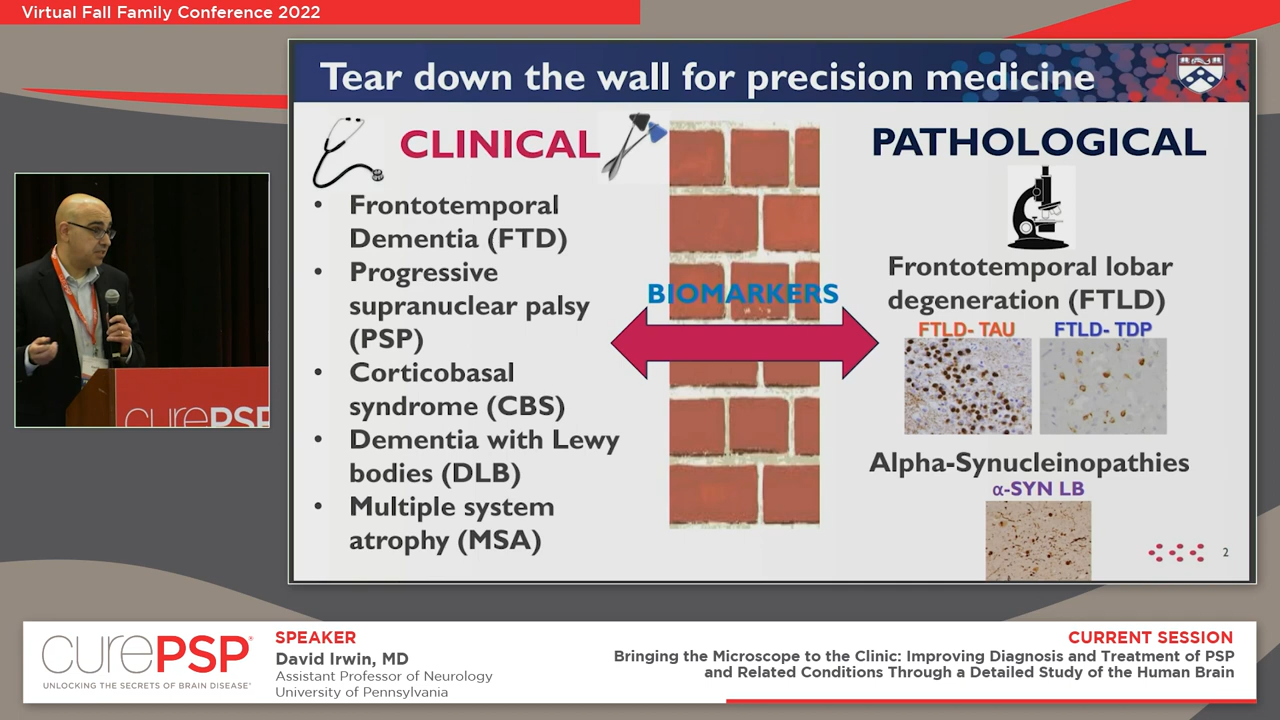 Virtual Fall Family Conference 2022
Tear down the wall for precision medicine
CLINICAL
• Frontotemporal
Dementia (FTD)
• Progressive
supranuclear palsy
(PSP)
• Corticobasal
syndrome (CBS)
• Dementia with Lewy
bodies (DLB)
• Multiple system
atrophy (MSA)
BIOMARKERS
PATHOLOGICAL
Frontotemporal lobar
degeneration (FTLD)
FTLD- TAU FTLD- TDP
Alpha-Synucleinopathies
α-SYN LB
2
curePSP
curePSP®
UNLOCKING THE SECRETS OF BRAIN DISEASE®
SPEAKER
David Irwin, MD
Assistant Professor of Neurology
University of Pennsylvania
CURRENT SESSION
Bringing the Microscope to the Clinic: Improving Diagnosis and Treatment of PSP
and Related Conditions Through a Detailed Study of the Human Brain